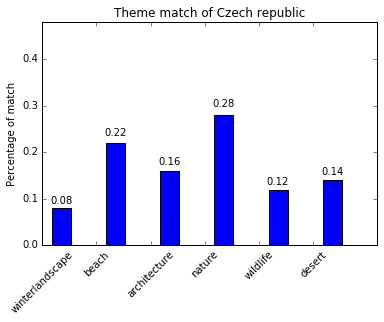 Theme match of Czech republic
Percentage of match
0.4
0.3
0.2
0.1
0.0
0.08
0.22
0.16
0.28
0.12
0.14
winterlandscape
beach
architecture
nature
wildlife
desert